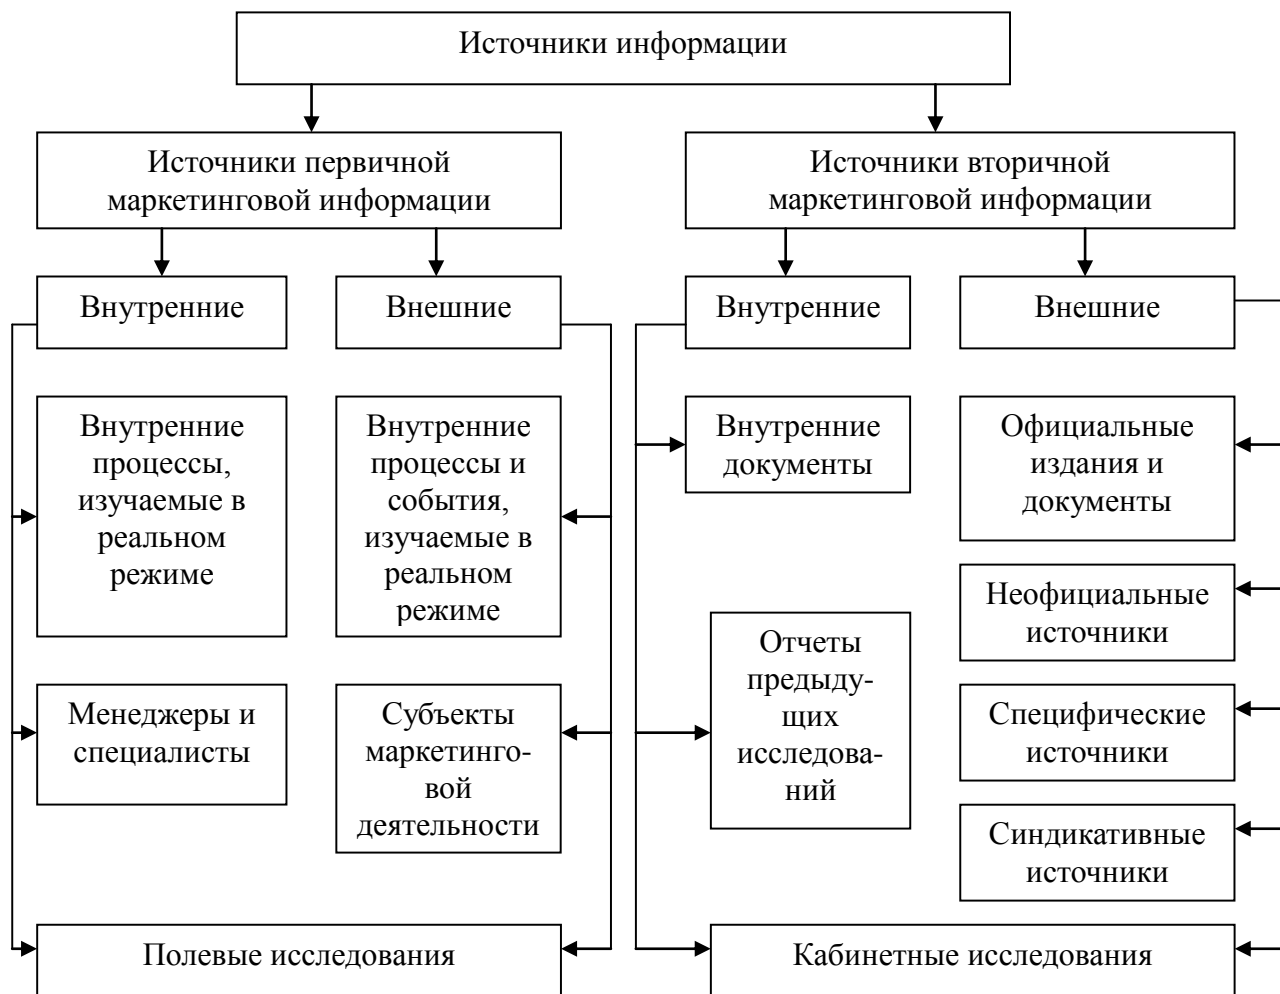 Источники информации
Источники первичной
маркетинговой информации
Источники вторичной
маркетинговой информации
Внутренние
Внешние
Внутренние
Внешние
Внутренние
процессы,
изучаемые в
реальном
режиме
Внутренние
процессы и
события,
изучаемые в
реальном
режиме
Внутренние
документы
Официальные
издания и
документы
Неофициальные
источники
Отчеты
предыду-
щих
исследова-
ний
Менеджеры и
специалисты
Субъекты
маркетинго-
вой
деятельности
Специфические
источники
Синдикативные
источники
Полевые исследования
Кабинетные исследования